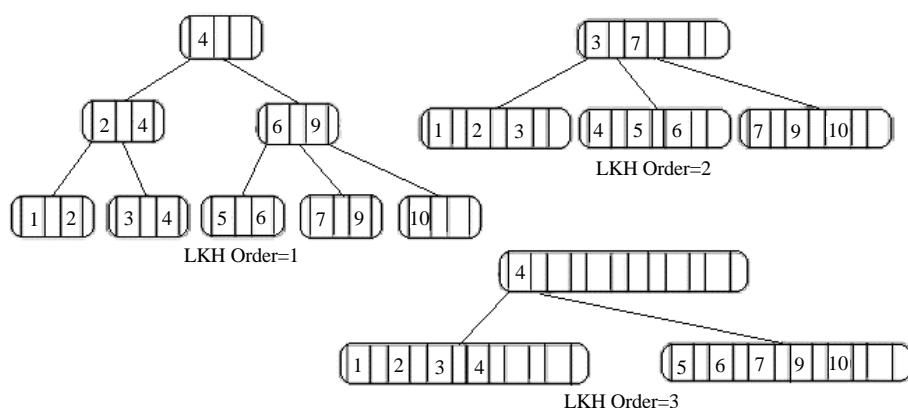 4
2 4
6 9
1 2
3 4
5 6
7 9
10
LKH Order=1
3 7
1 2 3
4 5 6
7 9 10
LKH Order=2
4
1 2 3 4
5 6 7 9 10
LKH Order=3